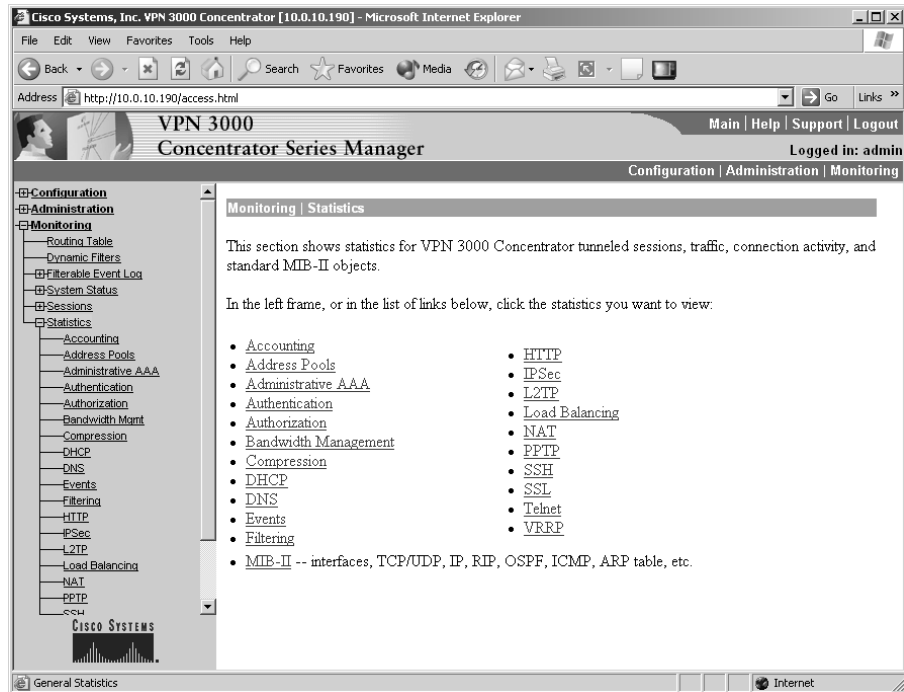 Cisco Systems, Inc. VPN 3000 Concentrator [10.0.10.190] - Microsoft Internet Explorer
File Edit View Favorites Tools Help
Back Search Favorites Media
Address http://10.0.10.190/access.html Go Links »
VPN 3000
Concentrator Series Manager
Main | Help | Support | Logout
Logged in: admin
Configuration | Administration | Monitoring
Configuration
Administration
Monitoring
Routing Table
Dynamic Filters
Filterable Event Log
System Status
Sessions
Statistics
Accounting
Address Pools
Administrative AAA
Authentication
Authorization
Bandwidth Mgmt
Compression
DHCP
DNS
Events
Filtering
HTTP
IPSec
L2TP
Load Balancing
NAT
PPTP
SSH
CISCO SYSTEMS
Monitoring | Statistics
This section shows statistics for VPN 3000 Concentrator tunneled sessions, traffic, connection activity, and
standard MIB-II objects.
In the left frame, or in the list of links below, click the statistics you want to view:
• Accounting
• Address Pools
• Administrative AAA
• Authentication
• Authorization
• Bandwidth Management
• Compression
• DHCP
• DNS
• Events
• Filtering
• HTTP
• IPSec
• L2TP
• Load Balancing
• NAT
• PPTP
• SSH
• SSL
• Telnet
• VRRP
• MIB-II -- interfaces, TCP/UDP, IP, RIP, OSPF, ICMP, ARP table, etc.
General Statistics
Internet